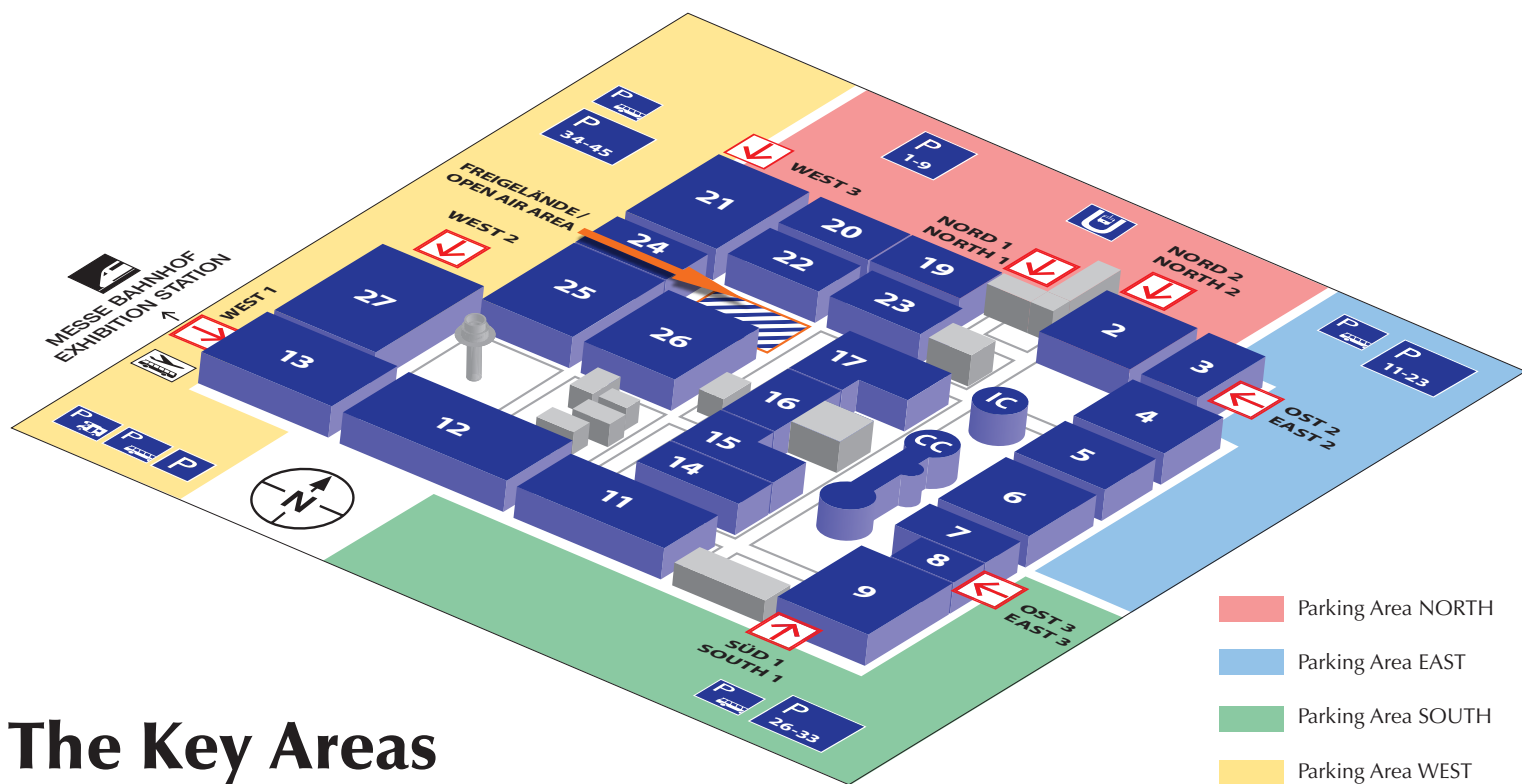 P
P
34–45
P
1-9
FREIGELÄNDE /
OPEN AIR AREA
WEST 3
WEST 2
NORD 1
NORTH 1
U
NORD 2
NORTH 2
MESSE BAHNHOF
EXHIBITION STATION
WEST 1
21
20
19
24
22
23
25
26
27
13
12
11
17
16
15
14
2
3
4
5
6
7
8
9
IC
CC
P
P
11-23
OST 2
EAST 2
P
P
P
N
OST 3
EAST 3
SÜD 1
SOUTH 1
P
P
26-33
Parking Area NORTH
Parking Area EAST
Parking Area SOUTH
Parking Area WEST
The Key Areas